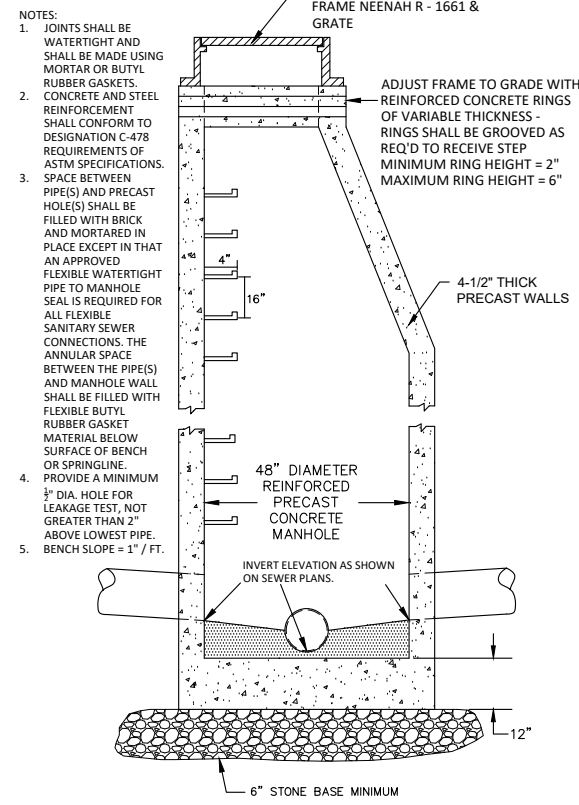 NOTES:
1. JOINTS SHALL BE
WATERTIGHT AND
SHALL BE MADE USING
MORTAR OR BUTYL
RUBBER GASKETS.
2. CONCRETE AND STEEL
REINFORCEMENT
SHALL CONFORM TO
DESIGNATION C-478
REQUIREMENTS OF
ASTM SPECIFICATIONS.
3. SPACE BETWEEN
PIPE(S) AND PRECAST
HOLE(S) SHALL BE
FILLED WITH BRICK
AND MORTARED IN
PLACE EXCEPT IN THAT
AN APPROVED
FLEXIBLE WATERTIGHT
PIPE TO MANHOLE
SEAL IS REQUIRED FOR
ALL FLEXIBLE
SANITARY SEWER
CONNECTIONS. THE
ANNULAR SPACE
BETWEEN THE PIPE(S)
AND MANHOLE WALL
SHALL BE FILLED WITH
FLEXIBLE BUTYL
RUBBER GASKET
MATERIAL BELOW
SURFACE OF BENCH
OR SPRINGLINE.
4. PROVIDE A MINIMUM
1/2" DIA. HOLE FOR
LEAKAGE TEST, NOT
GREATER THAN 2"
ABOVE LOWEST PIPE.
5. BENCH SLOPE = 1" / FT.
FRAME NEENAH R - 1661 &
GRATE
ADJUST FRAME TO GRADE WITH
REINFORCED CONCRETE RINGS
OF VARIABLE THICKNESS -
RINGS SHALL BE GROOVED AS
REQ'D TO RECEIVE STEP
MINIMUM RING HEIGHT = 2"
MAXIMUM RING HEIGHT = 6"
4"
16"
4-1/2" THICK
PRECAST WALLS
48" DIAMETER
REINFORCED
PRECAST
CONCRETE
MANHOLE
INVERT ELEVATION AS SHOWN
ON SEWER PLANS.
12"
6" STONE BASE MINIMUM